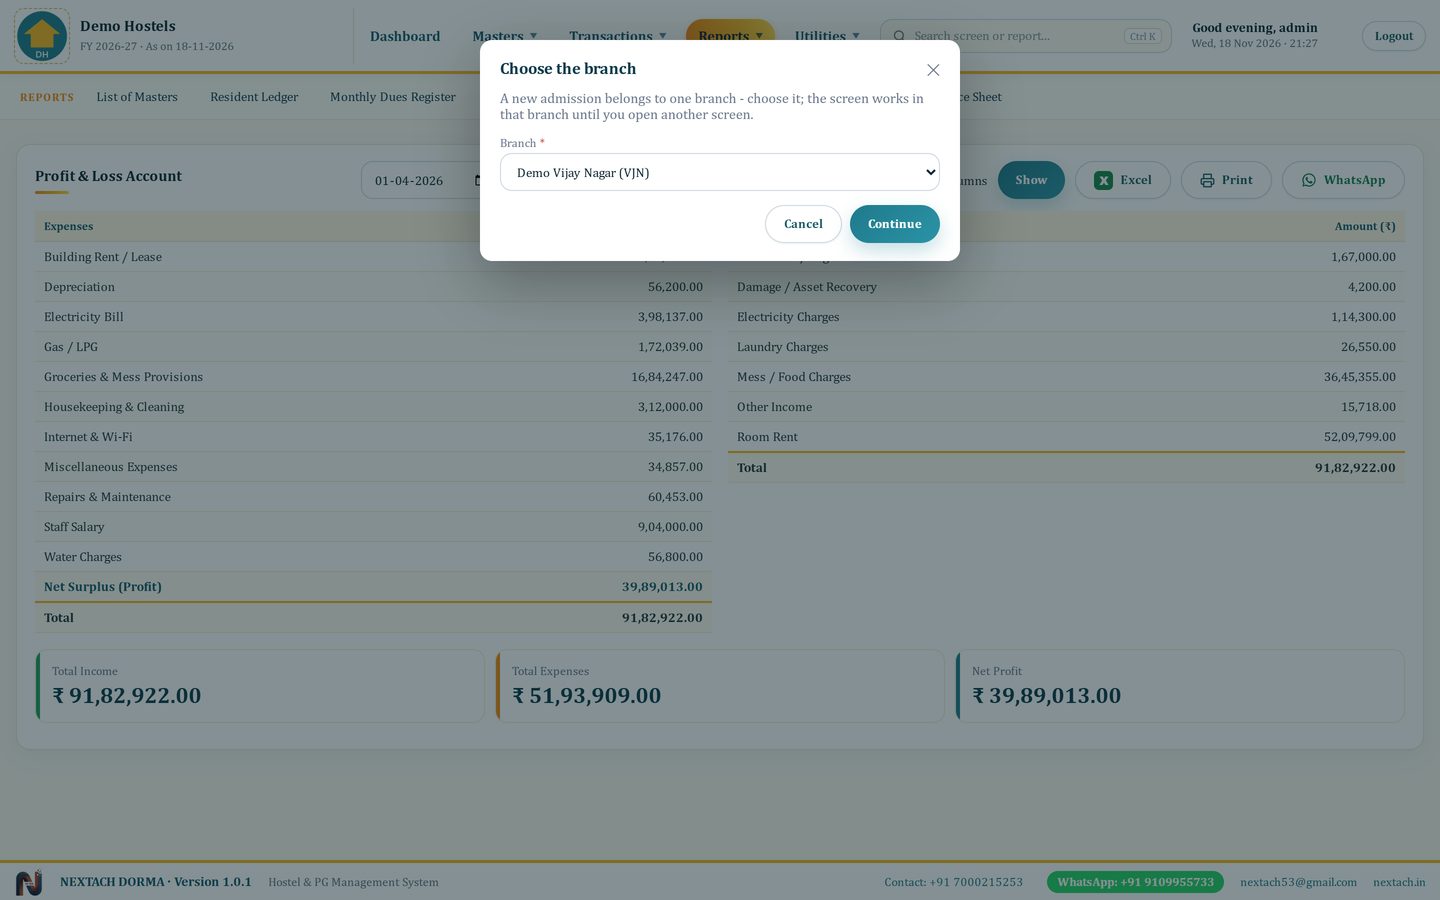 Demo Hostels
FY 2026-27 · As on 18-11-2026
DH
Dashboard
Masters
Transactions
Reports
Utilities
Search screen or report...
Ctrl K
Good evening, admin
Wed, 18 Nov 2026 · 21:27
Logout
REPORTS
List of Masters
Resident Ledger
Monthly Dues Register
Sheet
Choose the branch
A new admission belongs to one branch - choose it; the screen works in
that branch until you open another screen.
Branch *
Demo Vijay Nagar (VJN)
Cancel
Continue
Profit & Loss Account
01-04-2026
Show
Excel
Print
WhatsApp
Expenses
Amount (₹)
Building Rent / Lease
1,67,000.00
Depreciation 56,200.00
Damage / Asset Recovery 4,200.00
Electricity Bill 3,98,137.00
Electricity Charges 1,14,300.00
Gas / LPG 1,72,039.00
Laundry Charges 26,550.00
Groceries & Mess Provisions 16,84,247.00
Mess / Food Charges 36,45,355.00
Housekeeping & Cleaning 3,12,000.00
Other Income 15,718.00
Internet & Wi-Fi 35,176.00
Room Rent 52,09,799.00
Miscellaneous Expenses 34,857.00
Total 91,82,922.00
Repairs & Maintenance 60,453.00
Staff Salary 9,04,000.00
Water Charges 56,800.00
Net Surplus (Profit) 39,89,013.00
Total 91,82,922.00
Total Income
₹ 91,82,922.00
Total Expenses
₹ 51,93,909.00
Net Profit
₹ 39,89,013.00
NEXTACH DORMA · Version 1.0.1
Hostel & PG Management System
Contact: +91 7000215253
WhatsApp: +91 9109955733
nextach53@gmail.com
nextach.in